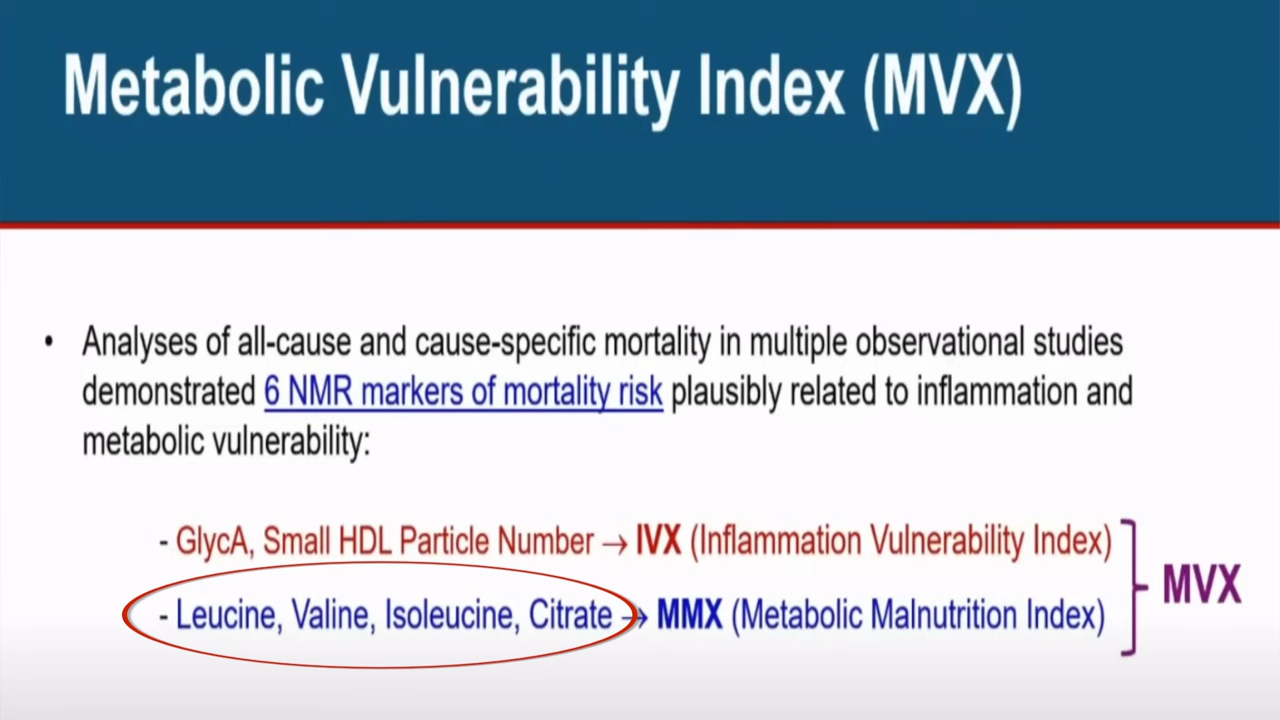 Metabolic Vulnerability Index (MVX)
• Analyses of all-cause and cause-specific mortality in multiple observational studies
demonstrated 6 NMR markers of mortality risk plausibly related to inflammation and
metabolic vulnerability:
- GlycA, Small HDL Particle Number → IVX (Inflammation Vulnerability Index)
- Leucine, Valine, Isoleucine, Citrate → MMX (Metabolic Malnutrition Index)
MVX